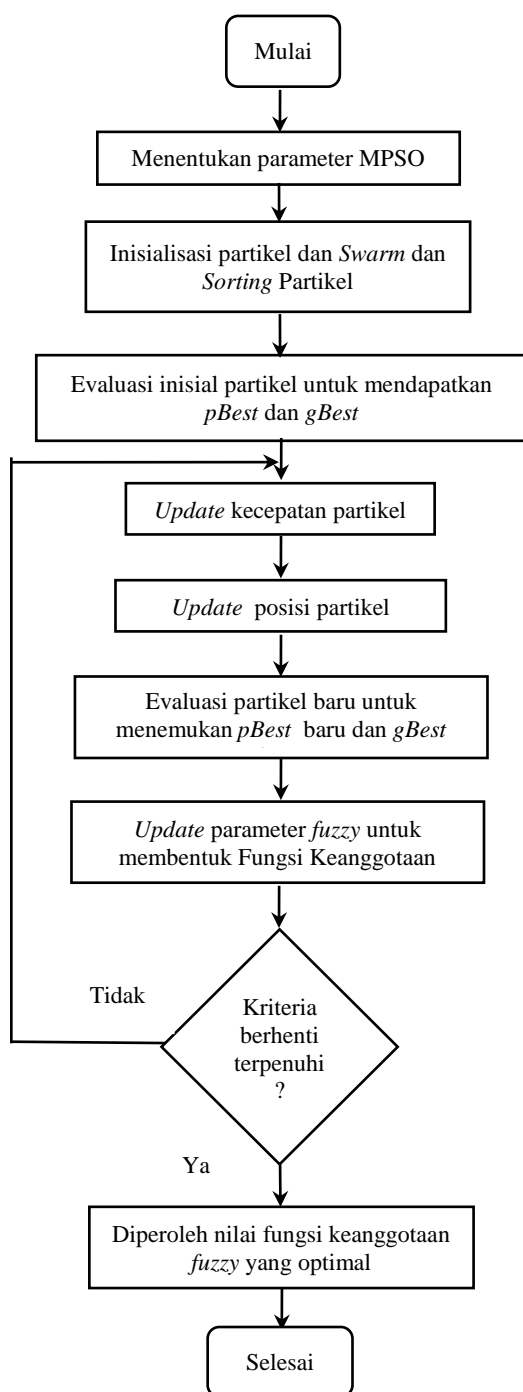 Mulai
Menentukan parameter MPSO
Inisialisasi partikel dan Swarm dan
Sorting Partikel
Evaluasi inisial partikel untuk mendapatkan
pBest dan gBest
Update kecepatan partikel
Update posisi partikel
Evaluasi partikel baru untuk
menemukan pBest baru dan gBest
Update parameter fuzzy untuk
membentuk Fungsi Keanggotaan
Tidak
Kriteria
berhenti
terpenuhi
?
Ya
Diperoleh nilai fungsi keanggotaan
fuzzy yang optimal
Selesai